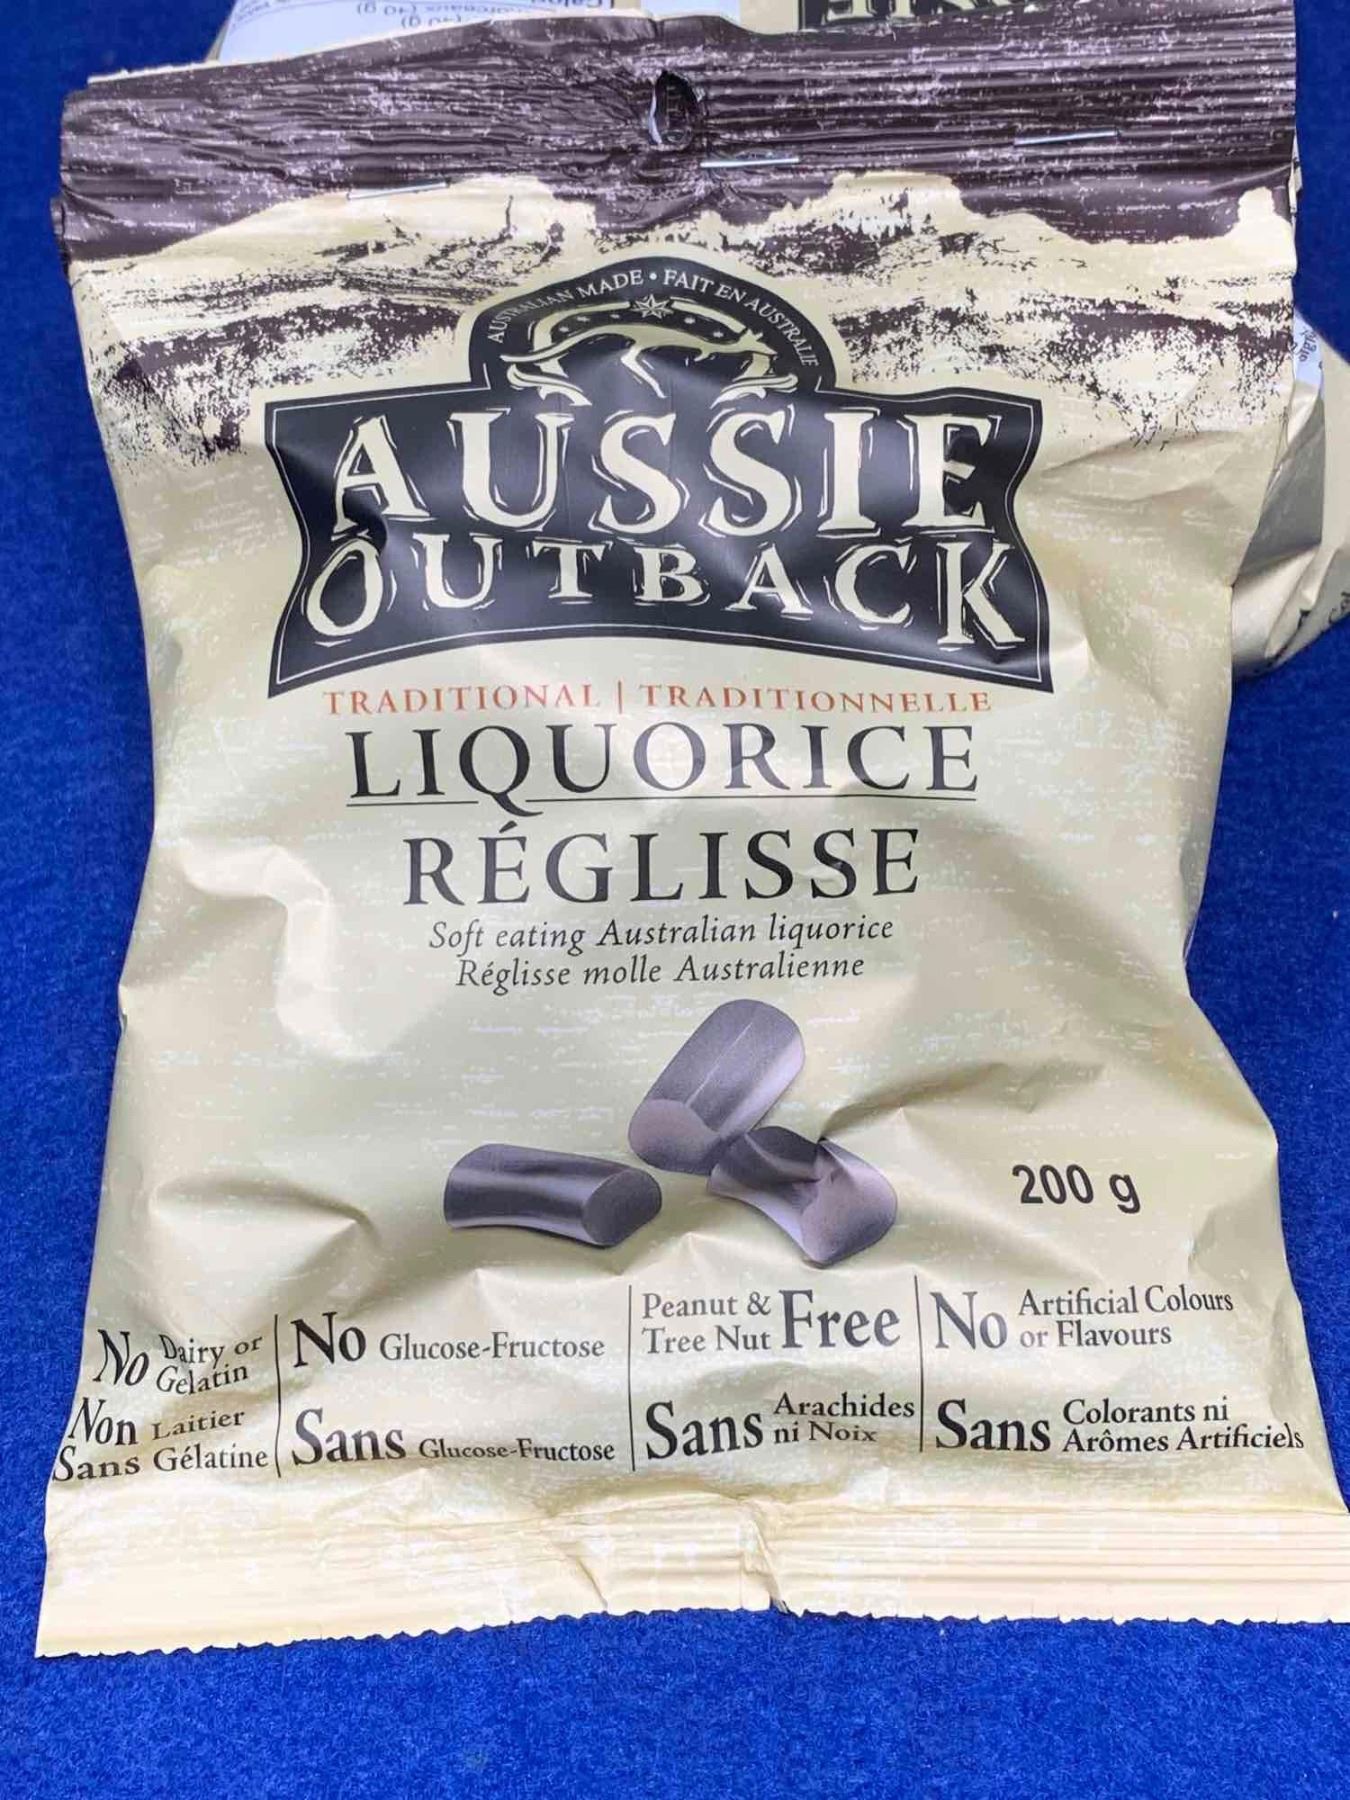 AUSTRALIAN MADE • FAIT EN AUSTRALIE
AUSSIE
OUTBACK
TRADITIONAL | TRADITIONNELLE
LIQUORICE
RÉGLISSE
Soft eating Australian liquorice
Réglisse molle Australienne
200 g
No Dairy or Gelatin
Non Laitier
Sans Gélatine
No Glucose-Fructose
Sans Glucose-Fructose
Peanut & Tree Nut Free
Sans Arachides ni Noix
No Artificial Colours or Flavours
Sans Colorants ni Arômes Artificiels